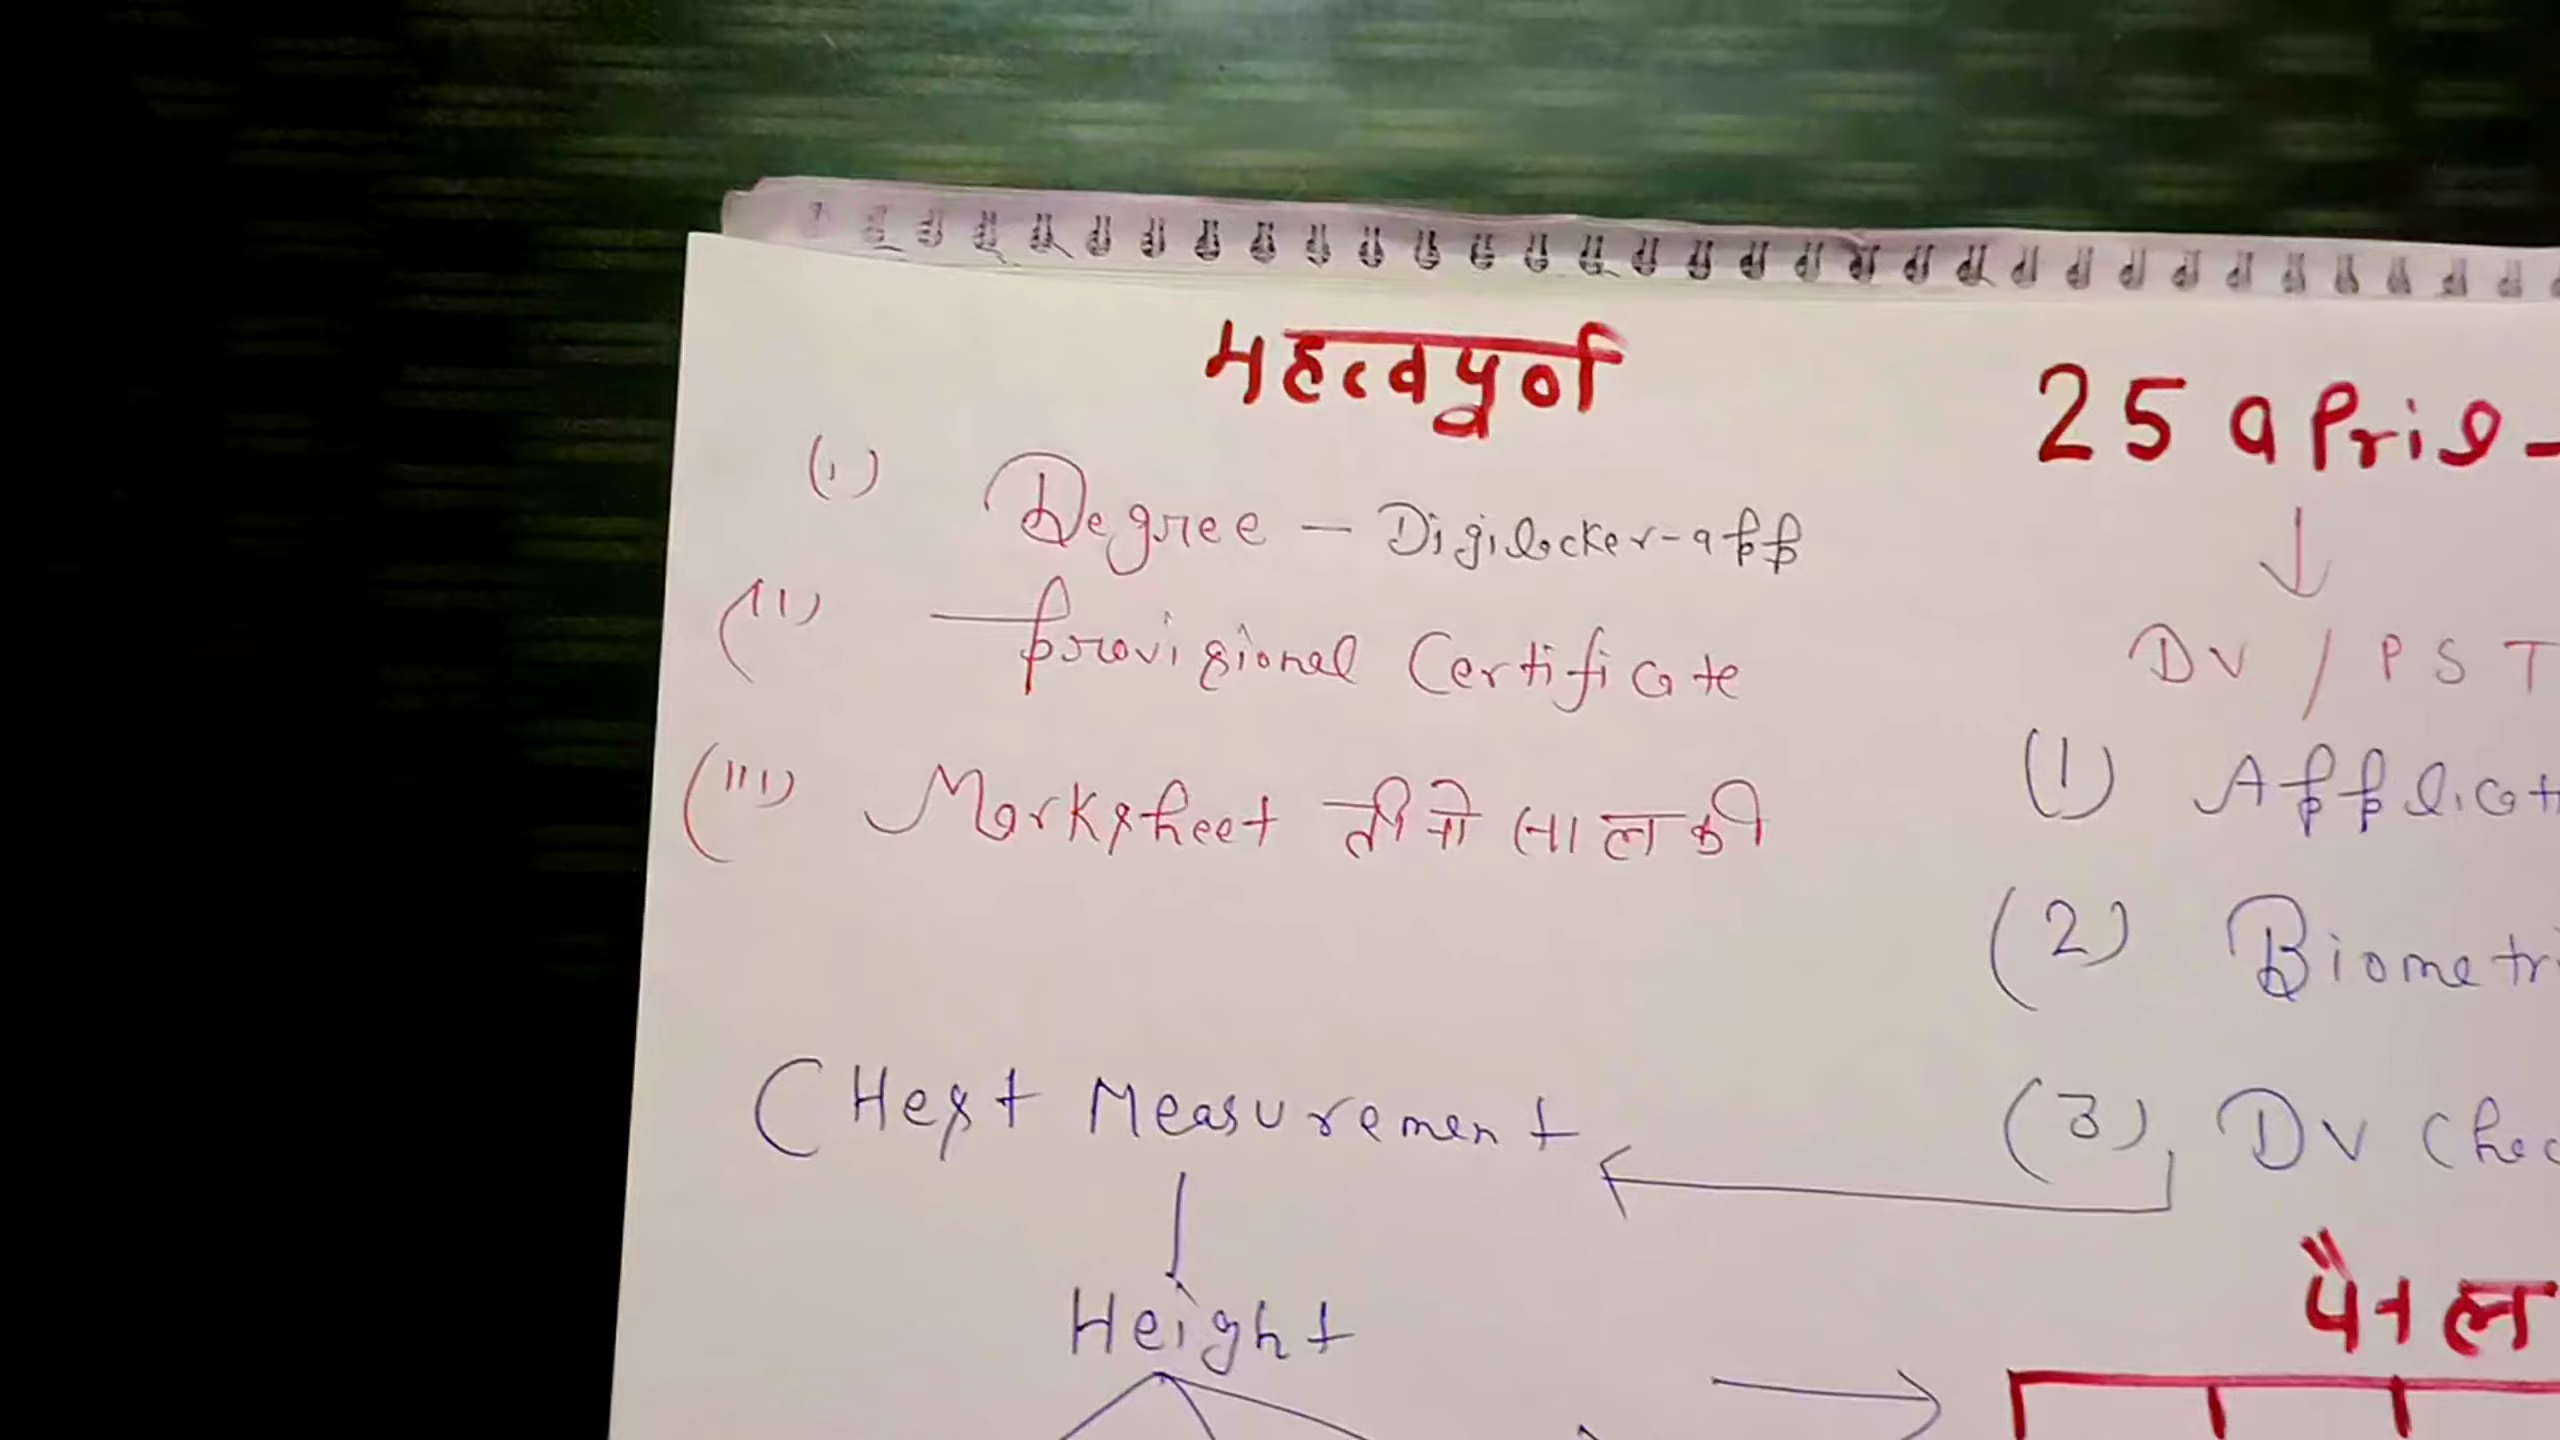 महत्वपूर्ण
(i) Degree - Digilocker-app
(ii) provisional Certificate
(iii) Marksheet तीनो साल की
Chest Measurement
Height
25 april -
DV / PST
(1) Applicat
(2) Biometri
(3) DV Chec
पैनल